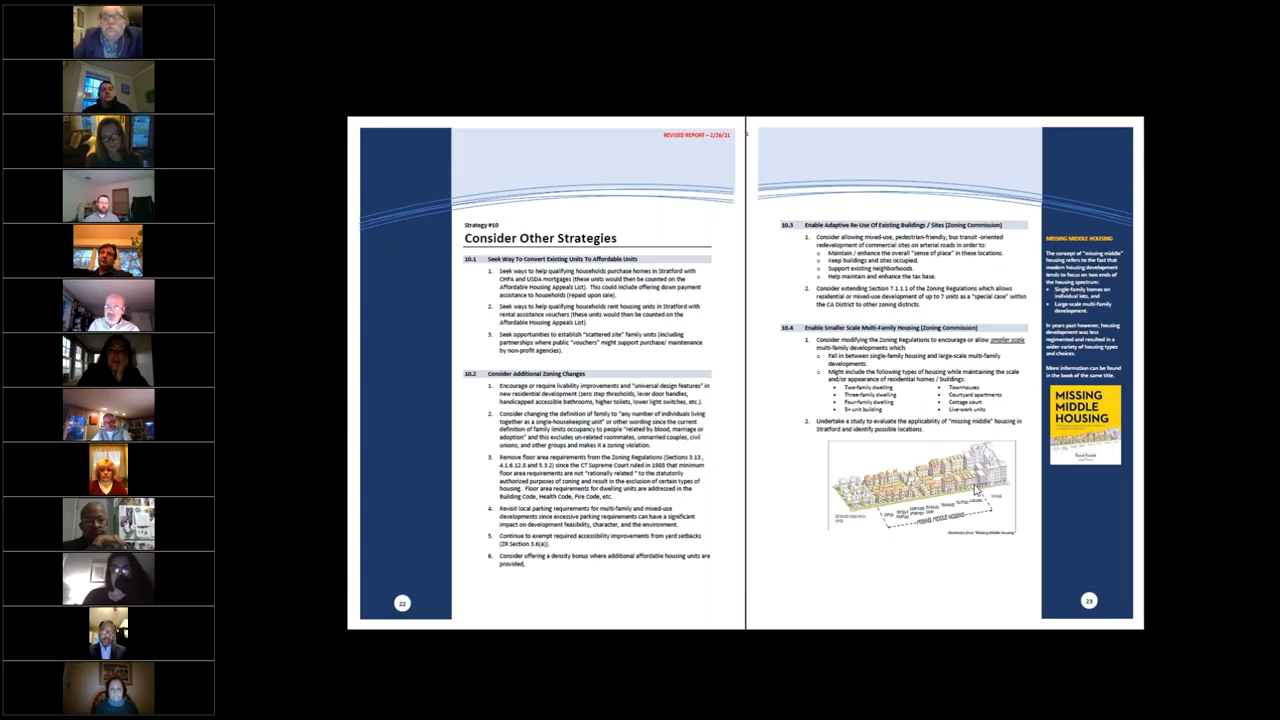 REVISED REPORT – 2/26/21
Strategy #10
Consider Other Strategies
10.1 Seek Way To Convert Existing Units To Affordable Units
1. Seek ways to help qualifying households purchase homes in Stratford with
CHFA and USDA mortgages (these units would then be counted on the
Affordable Housing Appeals List). This could include offering down payment
assistance to households (repaid upon sale).
2. Seek ways to help qualifying households rent housing units in Stratford with
rental assistance vouchers (these units would then be counted on the
Affordable Housing Appeals List).
3. Seek opportunities to establish "scattered site" family units (including
partnerships where public "vouchers" might support purchase/ maintenance
by non-profit agencies).
10.2 Consider Additional Zoning Changes
1. Encourage or require livability improvements and "universal design features" in
new residential development (zero step thresholds, lever door handles,
handicapped accessible bathrooms, higher toilets, lower light switches, etc.).
2. Consider changing the definition of family to "any number of individuals living
together as a single-housekeeping unit" or other wording since the current
definition of family limits occupancy to people "related by blood, marriage or
adoption" and this excludes un-related roommates, unmarried couples, civil
unions, and other groups and makes it a zoning violation.
3. Remove floor area requirements from the Zoning Regulations (Sections 3.13 ,
4.1.6.12.8 and 5.3.2) since the CT Supreme Court ruled in 1988 that minimum
floor area requirements are not "rationally related " to the statutorily
authorized purposes of zoning and result in the exclusion of certain types of
housing. Floor area requirements for dwelling units are addressed in the
Building Code, Health Code, Fire Code, etc.
4. Revisit local parking requirements for multi-family and mixed-use
developments since excessive parking requirements can have a significant
impact on development feasibility, character, and the environment.
5. Continue to exempt required accessibility improvements from yard setbacks
(ZR Section 3.6(a)).
6. Consider offering a density bonus where additional affordable housing units are
provided,
22
10.3 Enable Adaptive Re-Use Of Existing Buildings / Sites (Zoning Commission)
1. Consider allowing mixed-use, pedestrian-friendly, bus transit -oriented
redevelopment of commercial sites on arterial roads in order to:
o Maintain / enhance the overall "sense of place" in these locations.
o Keep buildings and sites occupied.
o Support existing neighborhoods.
o Help maintain and enhance the tax base.
2. Consider extending Section 7.1.1.1 of the Zoning Regulations which allows
residential or mixed-use development of up to 7 units as a "special case" within
the CA District to other zoning districts.
10.4 Enable Smaller Scale Multi-Family Housing (Zoning Commission)
1. Consider modifying the Zoning Regulations to encourage or allow smaller scale
multi-family developments which:
o Fall in between single-family housing and large-scale multi-family
developments.
o Might include the following types of housing while maintaining the scale
and/or appearance of residential homes / buildings:
• Two-family dwelling
• Three-family dwelling
• Four-family dwelling
• 5+ unit building
• Townhouses
• Courtyard apartments
• Cottage court
• Live-work units
2. Undertake a study to evaluate the applicability of "missing middle" housing in
Stratford and identify possible locations.
MISSING MIDDLE HOUSING
Illustration from "Missing Middle Housing"
MISSING MIDDLE HOUSING
The concept of "missing middle"
housing refers to the fact that
modern housing development
tends to focus on two ends of
the housing spectrum:
• Single-family homes on
individual lots, and
• Large-scale multi-family
development.
In years past however, housing
development was less
regimented and resulted in a
wider variety of housing types
and choices.
More information can be found
in the book of the same title.
MISSING
MIDDLE
HOUSING
23